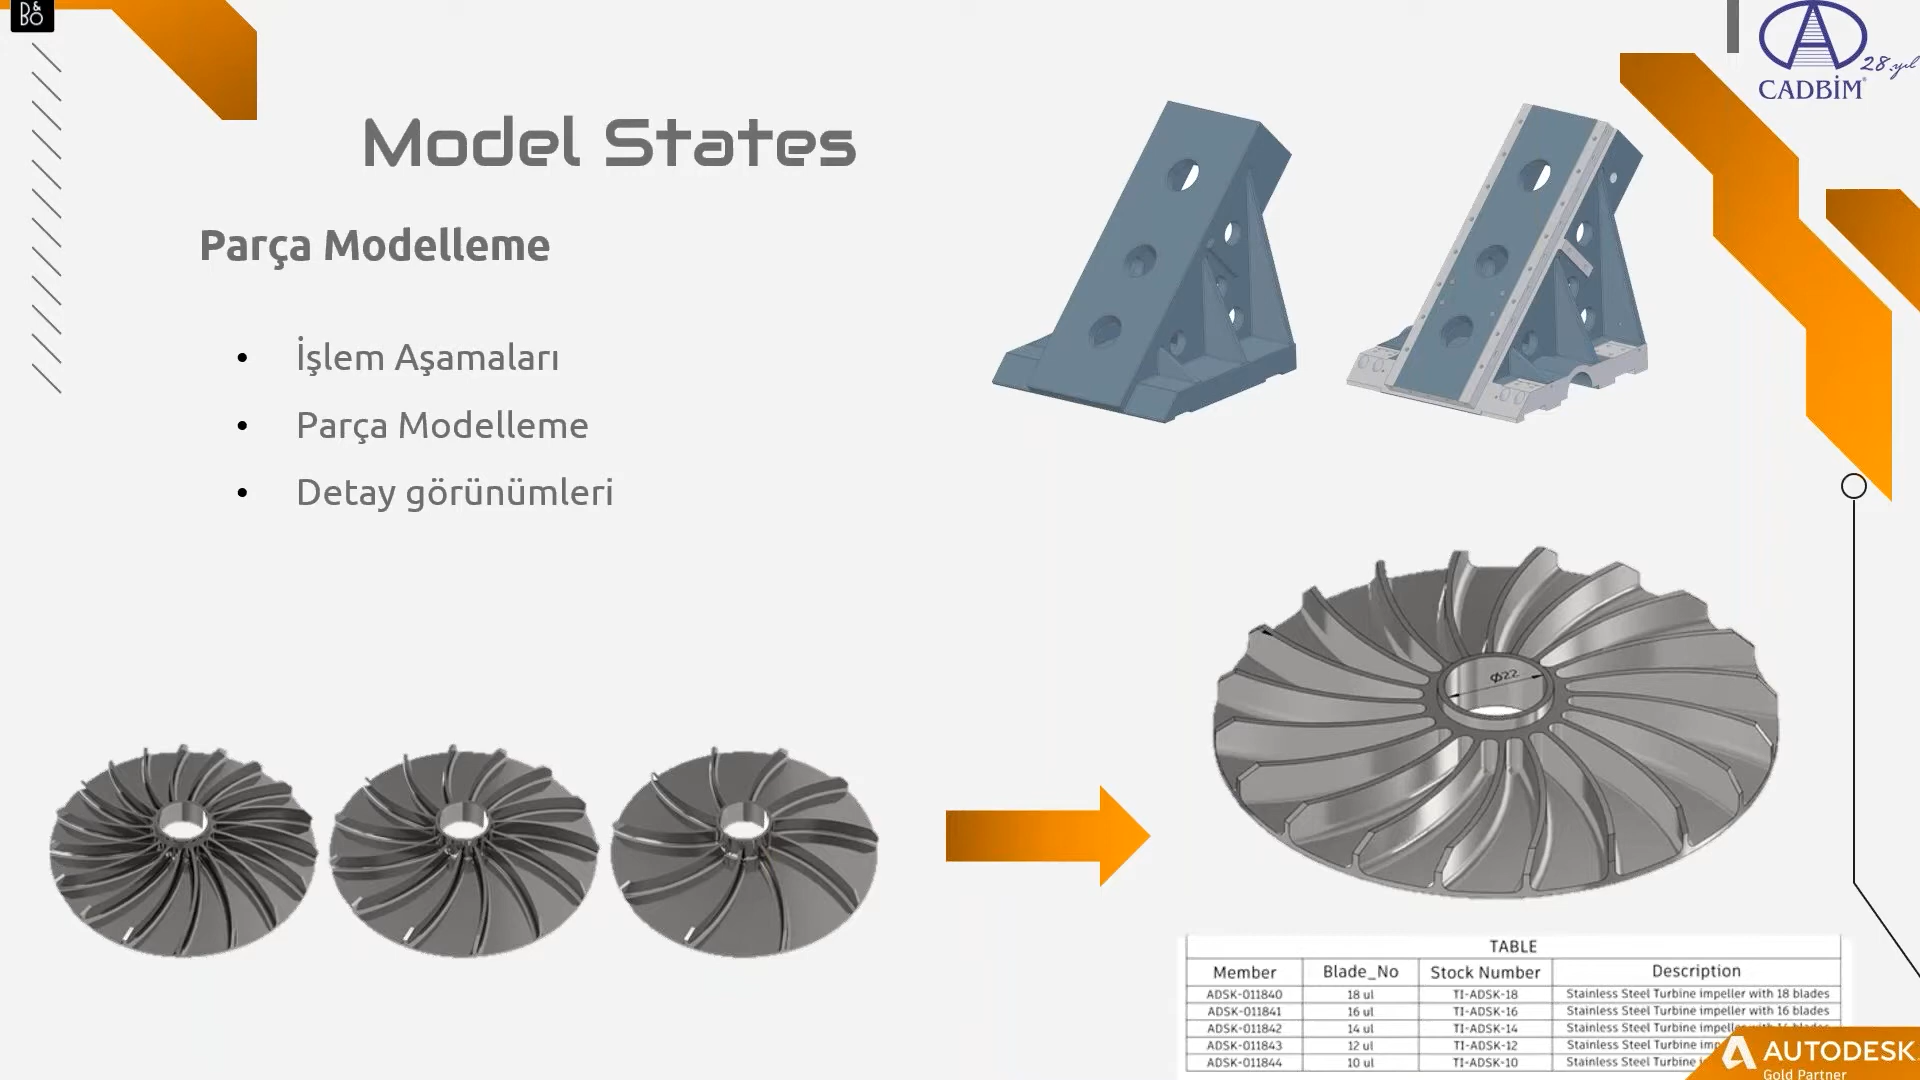 B&O
28.yıl
CADBİM
Model States
Parça Modelleme
• İşlem Aşamaları
• Parça Modelleme
• Detay görünümleri
Ø22
TABLE
Member Blade_No Stock Number Description
ADSK-011840 18 ul TI-ADSK-18 Stainless Steel Turbine impeller with 18 blades
ADSK-011841 16 ul TI-ADSK-16 Stainless Steel Turbine impeller with 16 blades
ADSK-011842 14 ul TI-ADSK-14 Stainless Steel Turbine impeller
ADSK-011843 12 ul TI-ADSK-12 Stainless Steel Turbine
ADSK-011844 10 ul TI-ADSK-10 Stainless Steel Turbine
AUTODESK
Gold Partner